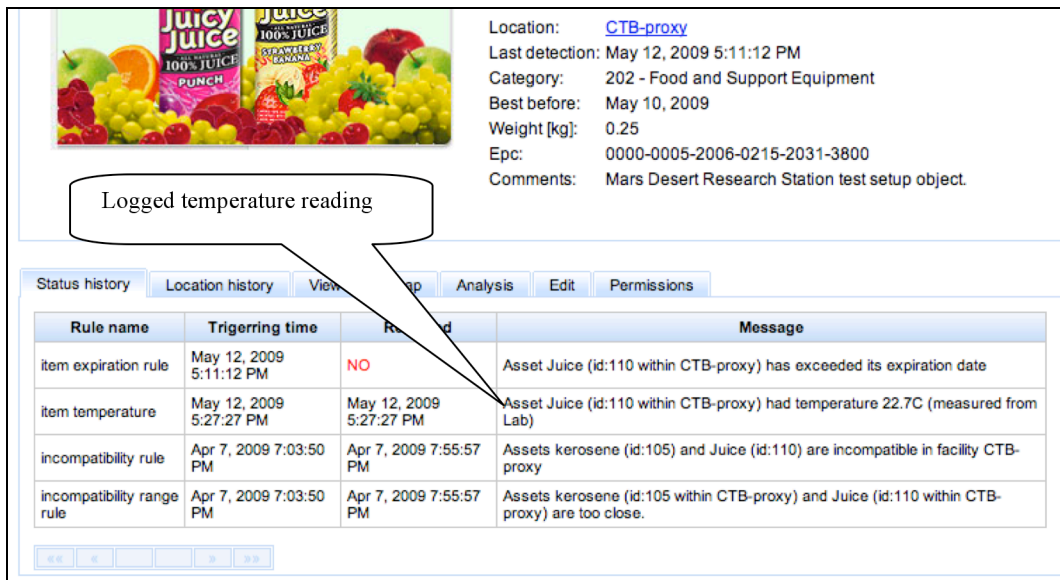 Juicy
Juice
ALL NATURAL
100% JUICE
PUNCH
Juice
ALL NATURAL
100% JUICE
STRAWBERRY
BANANA
Location: CTB-proxy
Last detection: May 12, 2009 5:11:12 PM
Category: 202 - Food and Support Equipment
Best before: May 10, 2009
Weight [kg]: 0.25
Epc: 0000-0005-2006-0215-2031-3800
Comments: Mars Desert Research Station test setup object.
Logged temperature reading
Status history Location history View Analysis Edit Permissions
Rule name Trigerring time Message
item expiration rule May 12, 2009
5:11:12 PM NO Asset Juice (id:110 within CTB-proxy) has exceeded its expiration date
item temperature May 12, 2009
5:27:27 PM May 12, 2009
5:27:27 PM Asset Juice (id:110 within CTB-proxy) had temperature 22.7C (measured from
Lab)
incompatibility rule Apr 7, 2009 7:03:50
PM Apr 7, 2009 7:55:57
PM Assets kerosene (id:105) and Juice (id:110) are incompatible in facility CTB-
proxy
incompatibility range
rule Apr 7, 2009 7:03:50
PM Apr 7, 2009 7:55:57
PM Assets kerosene (id:105 within CTB-proxy) and Juice (id:110 within CTB-
proxy) are too close.
«« « » »»